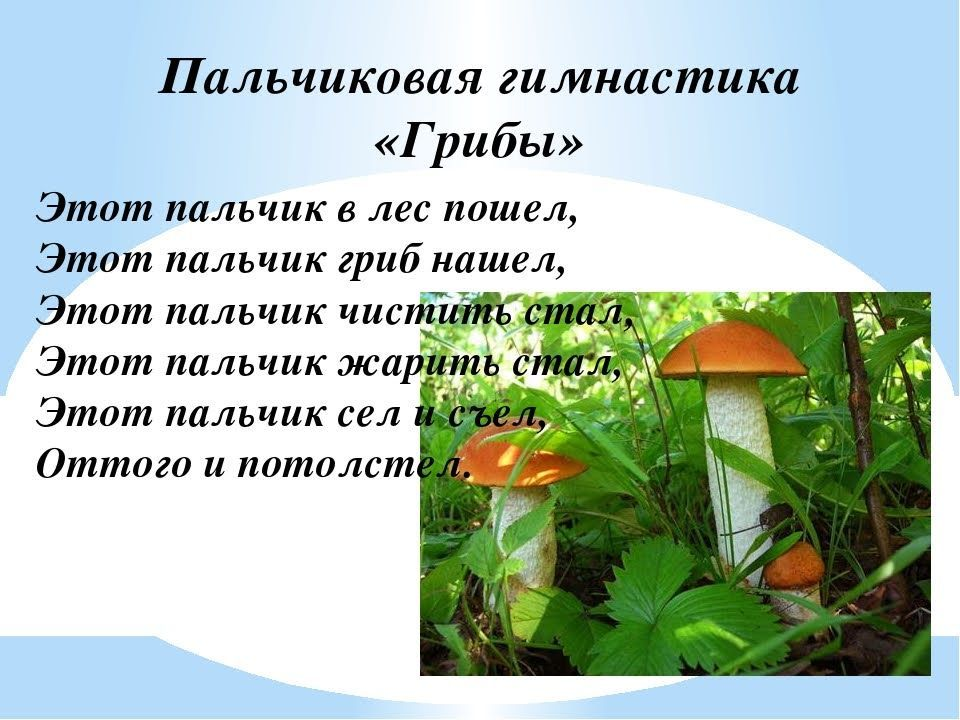 Пальчиковая гимнастика
«Грибы»
Этот пальчик в лес пошел,
Этот пальчик гриб нашел,
Этот пальчик чистить стал,
Этот пальчик жарить стал,
Этот пальчик сел и съел,
Оттого и потолстел.